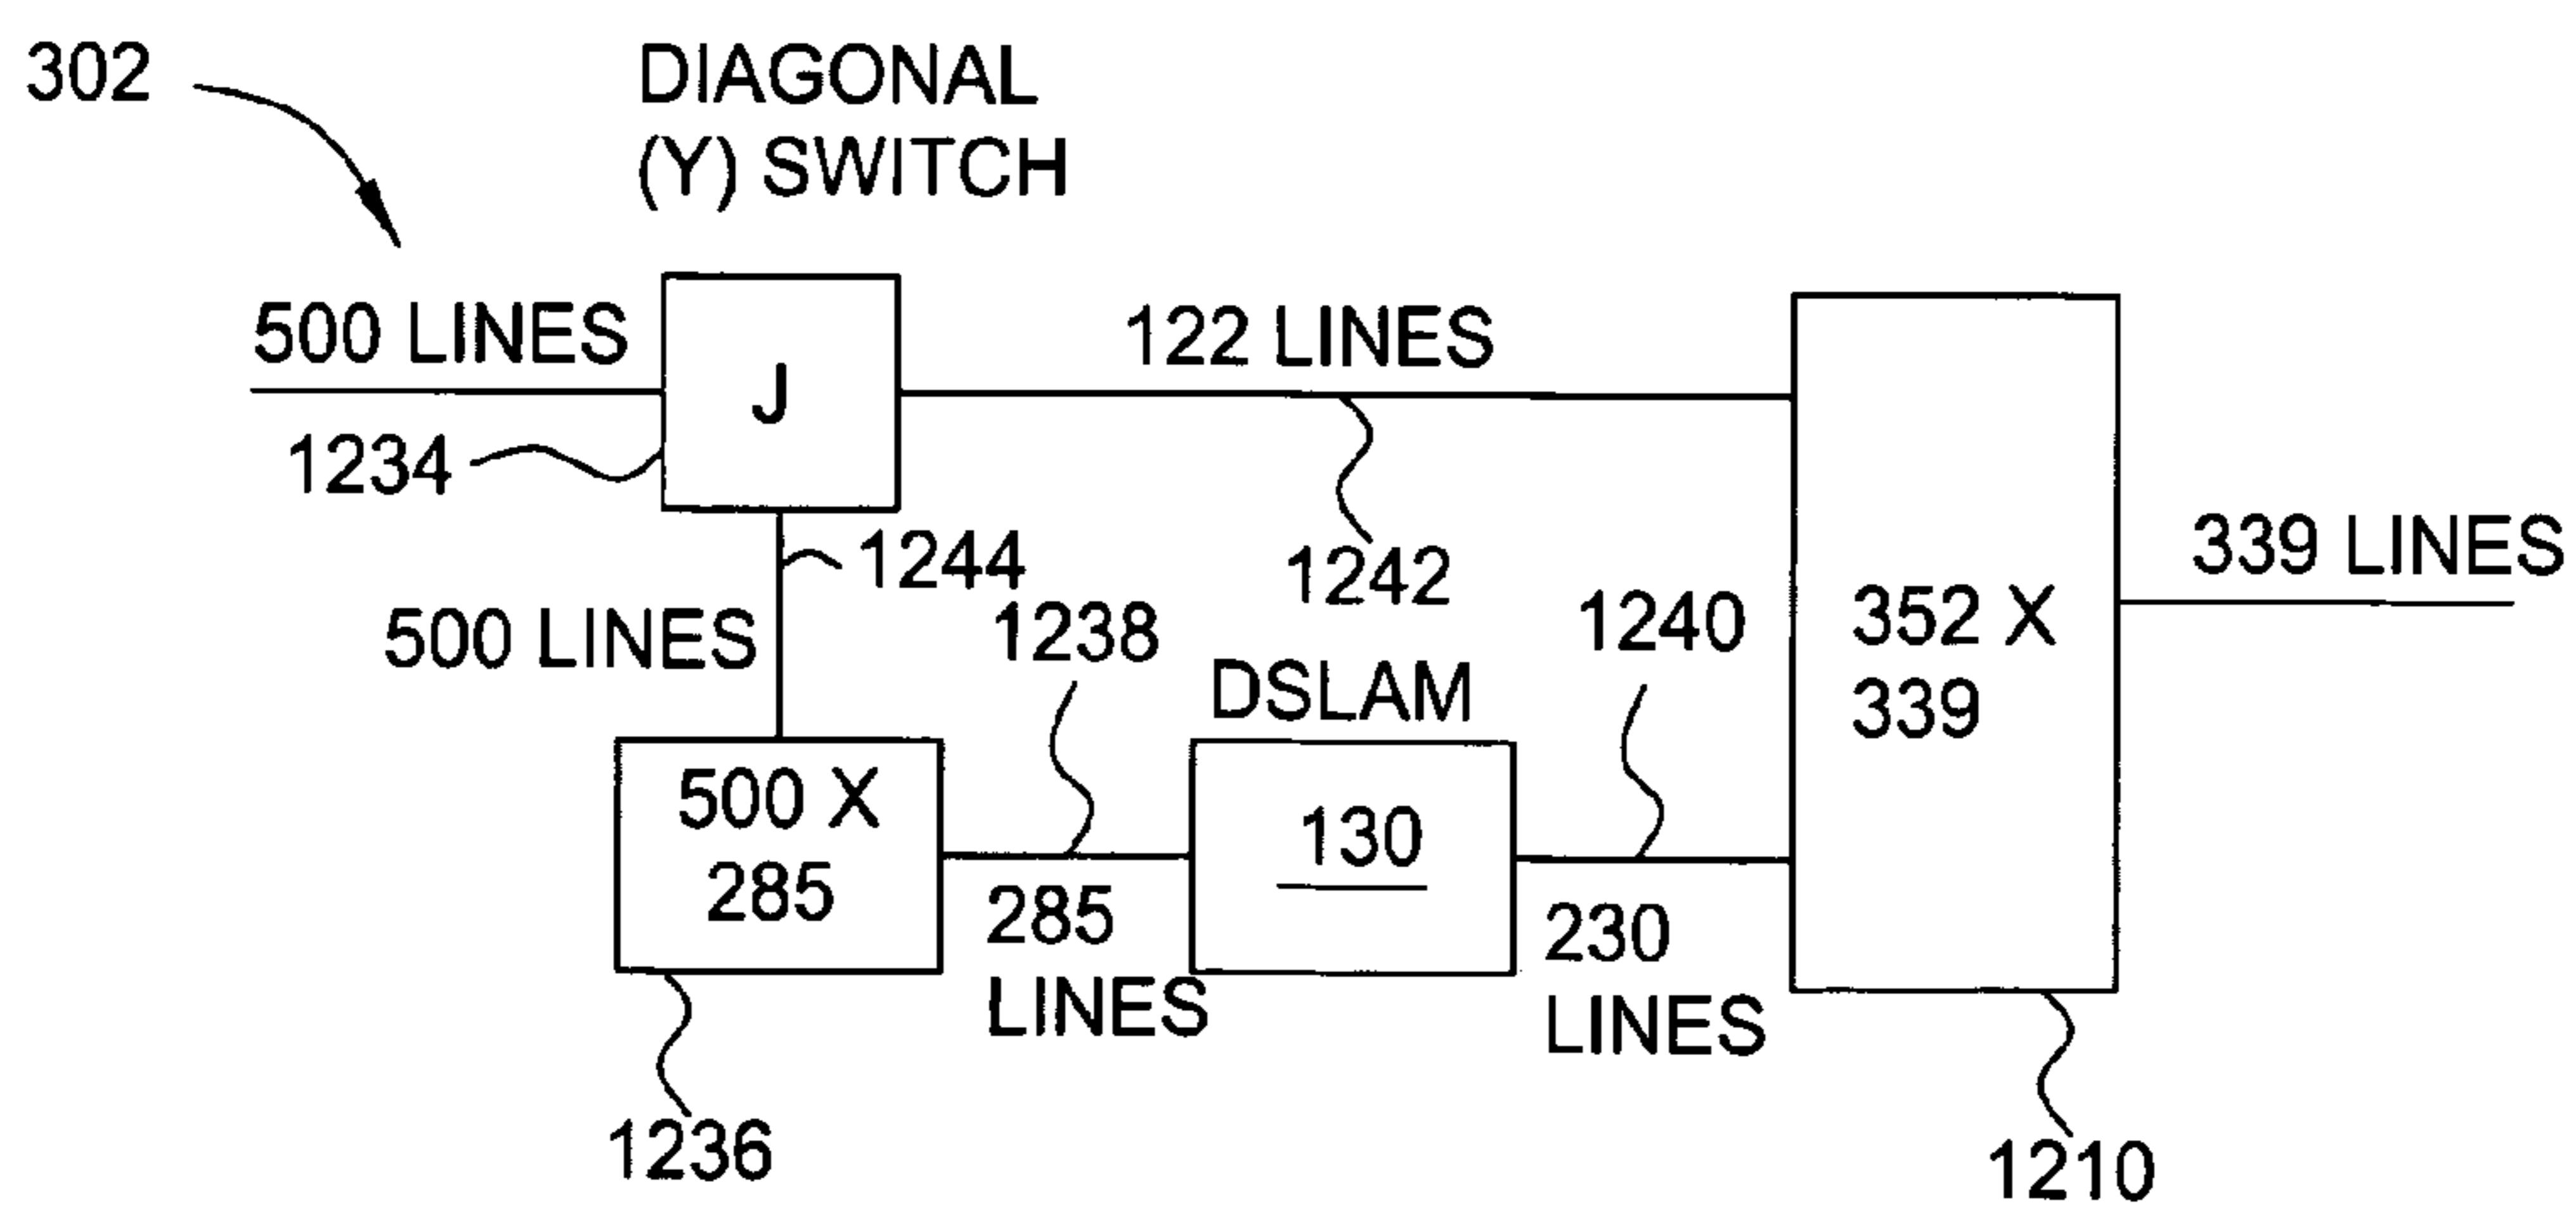 302
DIAGONAL
(Y) SWITCH
500 LINES
J
122 LINES
1234
1244
1242
339 LINES
500 LINES
1238
1240
352 X
339
DSLAM
500 X
285
130
285
LINES
230
LINES
1236
1210